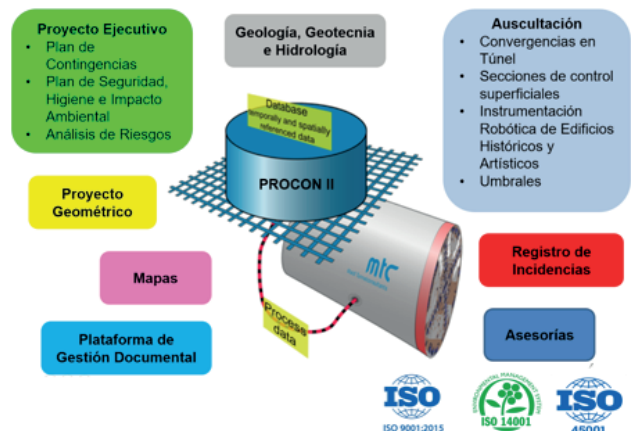 Proyecto Ejecutivo
• Plan de
Contingencias
• Plan de Seguridad,
Higiene e Impacto
Ambiental
• Análisis de Riesgos
Geología, Geotecnia
e Hidrología
Auscultación
• Convergencias en
Túnel
• Secciones de control
superficiales
• Instrumentación
Robótica de Edificios
Históricos y
Artísticos
• Umbrales
Database
temporally and spatially
referenced data
PROCON II
Proyecto
Geométrico
Mapas
Plataforma de
Gestión Documental
mtc
Process
data
Registro de
Incidencias
Asesorías
ISO
ISO 9001:2015
ENVIRONMENTAL MANAGEMENT SYSTEM
ISO 14001
ISO
45001